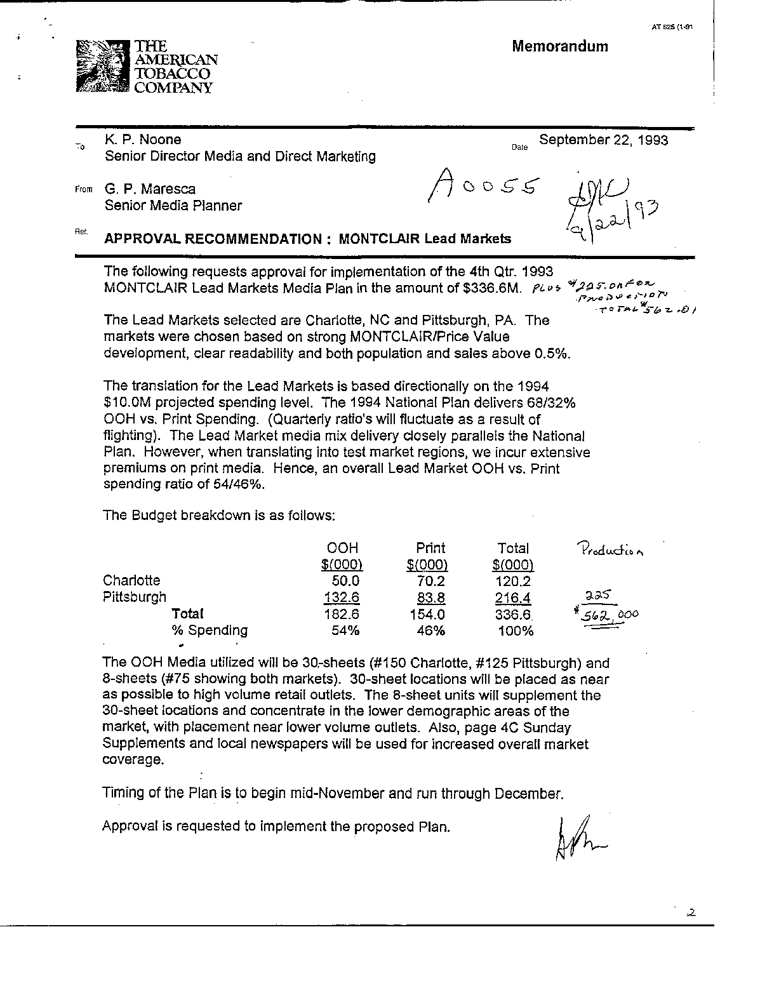 AT 825 (1-91
THE
AMERICAN
TOBACCO
COMPANY
Memorandum
To K. P. Noone
Senior Director Media and Direct Marketing
Date September 22, 1993
From G. P. Maresca
Senior Media Planner
A0055
9/22/93
Ref. APPROVAL RECOMMENDATION : MONTCLAIR Lead Markets
The following requests approval for implementation of the 4th Qtr. 1993
MONTCLAIR Lead Markets Media Plan in the amount of $336.6M. PLUS $225.0M FOR
PRODUCTION
TOTAL $562.0
The Lead Markets selected are Charlotte, NC and Pittsburgh, PA. The
markets were chosen based on strong MONTCLAIR/Price Value
development, clear readability and both population and sales above 0.5%.
The translation for the Lead Markets is based directionally on the 1994
$10.0M projected spending level. The 1994 National Plan delivers 68/32%
OOH vs. Print Spending. (Quarterly ratio's will fluctuate as a result of
flighting). The Lead Market media mix delivery closely parallels the National
Plan. However, when translating into test market regions, we incur extensive
premiums on print media. Hence, an overall Lead Market OOH vs. Print
spending ratio of 54/46%.
The Budget breakdown is as follows:
OOH Print Total Production
$(000) $(000) $(000)
Charlotte 50.0 70.2 120.2
Pittsburgh 132.6 83.8 216.4 225
Total 182.6 154.0 336.6 $562,000
% Spending 54% 46% 100%
The OOH Media utilized will be 30-sheets (#150 Charlotte, #125 Pittsburgh) and
8-sheets (#75 showing both markets). 30-sheet locations will be placed as near
as possible to high volume retail outlets. The 8-sheet units will supplement the
30-sheet locations and concentrate in the lower demographic areas of the
market, with placement near lower volume outlets. Also, page 4C Sunday
Supplements and local newspapers will be used for increased overall market
coverage.
Timing of the Plan is to begin mid-November and run through December.
Approval is requested to implement the proposed Plan.
2